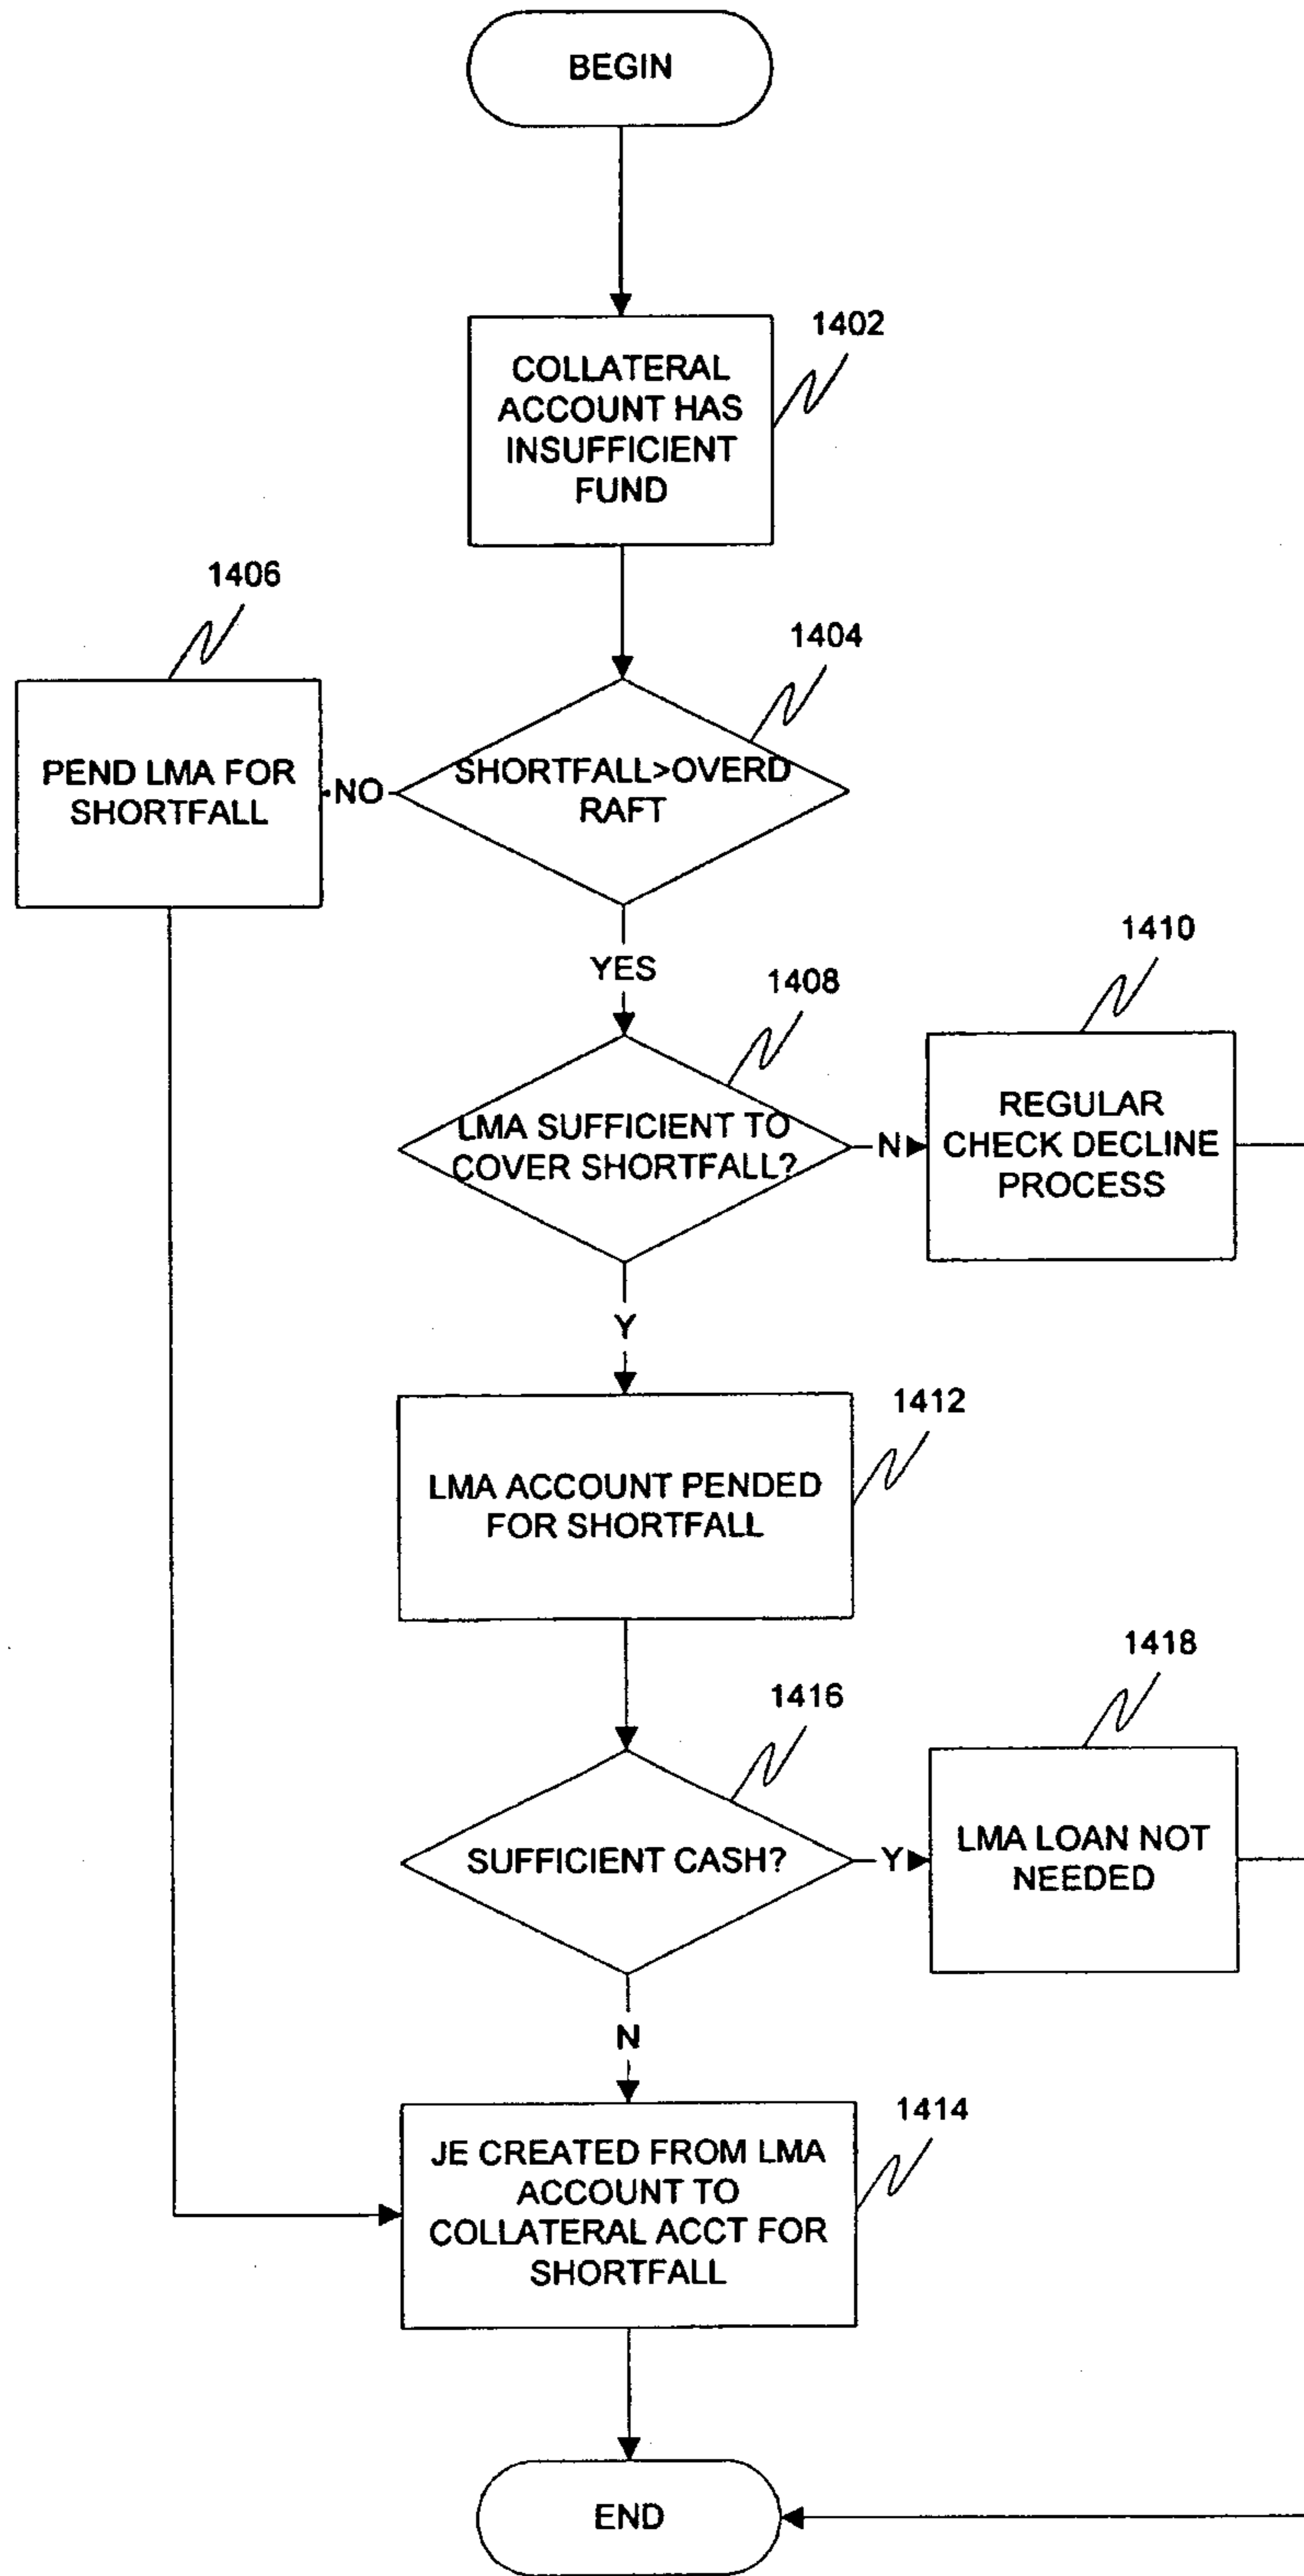 BEGIN
1402
COLLATERAL
ACCOUNT HAS
INSUFFICIENT
FUND
1406
1404
PEND LMA FOR
SHORTFALL
NO
SHORTFALL>OVERD
RAFT
YES
1408
1410
LMA SUFFICIENT TO
COVER SHORTFALL?
N
REGULAR
CHECK DECLINE
PROCESS
Y
1412
LMA ACCOUNT PENDED
FOR SHORTFALL
1416
1418
SUFFICIENT CASH?
Y
LMA LOAN NOT
NEEDED
N
1414
JE CREATED FROM LMA
ACCOUNT TO
COLLATERAL ACCT FOR
SHORTFALL
END